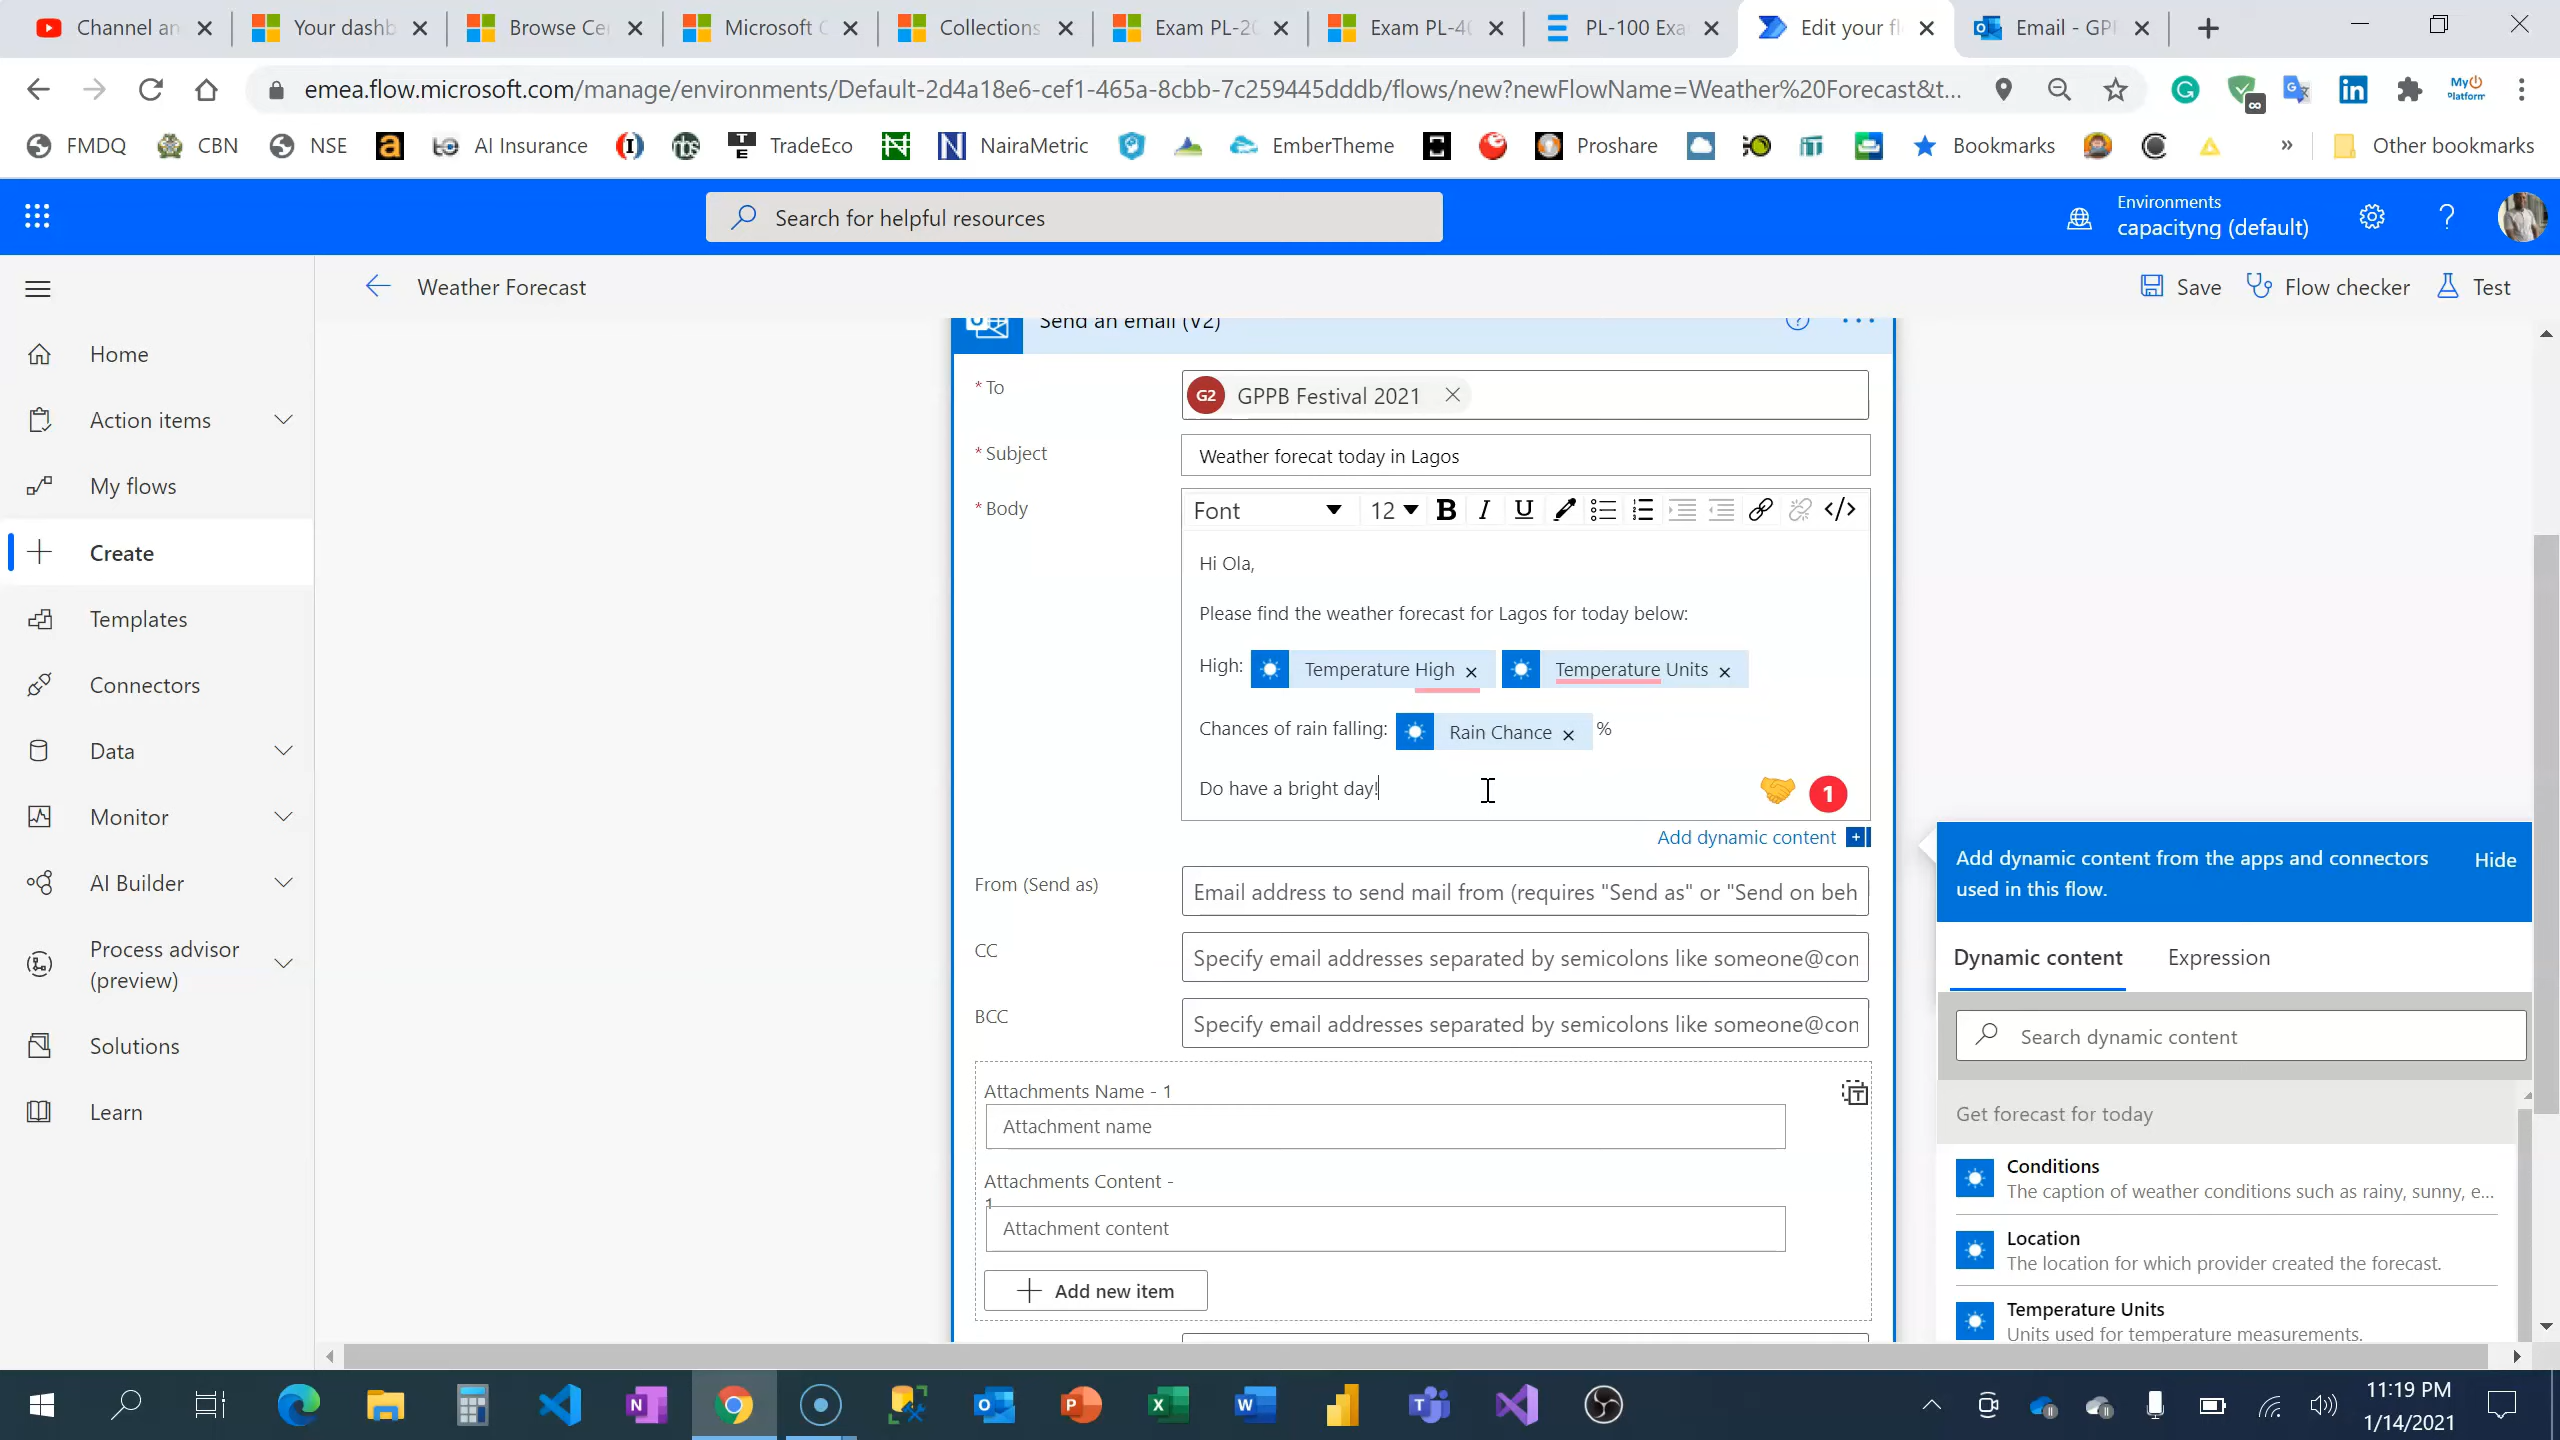 Channel an
Your dashb
Browse Ce
Microsoft C
Collections
Exam PL-20
Exam PL-40
PL-100 Exa
Edit your fl
Email - GPP
emea.flow.microsoft.com/manage/environments/Default-2d4a18e6-cef1-465a-8cbb-7c259445dddb/flows/new?newFlowName=Weather%20Forecast&t...
My
Platform
FMDQ
CBN
NSE
AI Insurance
TradeEco
NairaMetric
EmberTheme
Proshare
Bookmarks
Other bookmarks
Search for helpful resources
Environments
capacityng (default)
Weather Forecast
Save
Flow checker
Test
Home
Action items
My flows
Create
Templates
Connectors
Data
Monitor
AI Builder
Process advisor
(preview)
Solutions
Learn
Send an email (V2)
* To
G2 GPPB Festival 2021
* Subject
Weather forecat today in Lagos
* Body
Font 12 B I U </>
Hi Ola,
Please find the weather forecast for Lagos for today below:
High: Temperature High × Temperature Units ×
Chances of rain falling: Rain Chance × %
Do have a bright day!
1
Add dynamic content
From (Send as)
Email address to send mail from (requires "Send as" or "Send on beh
CC
Specify email addresses separated by semicolons like someone@con
BCC
Specify email addresses separated by semicolons like someone@con
Attachments Name - 1
Attachment name
Attachments Content -
1
Attachment content
Add new item
Add dynamic content from the apps and connectors
used in this flow.
Hide
Dynamic content
Expression
Search dynamic content
Get forecast for today
Conditions
The caption of weather conditions such as rainy, sunny, e...
Location
The location for which provider created the forecast.
Temperature Units
Units used for temperature measurements.
11:19 PM
1/14/2021